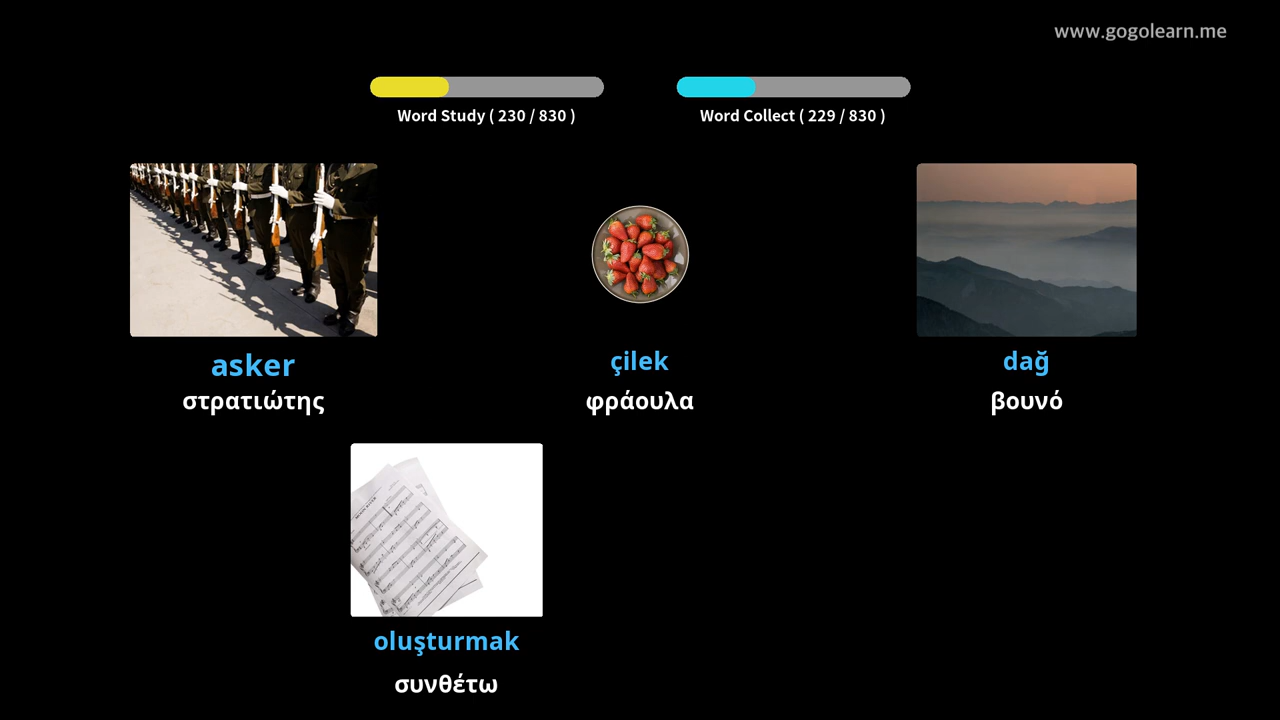 www.gogolearn.me
Word Study ( 230 / 830 )
Word Collect ( 229 / 830 )
asker
στρατιώτης
çilek
φράουλα
dağ
βουνό
oluşturmak
συνθέτω